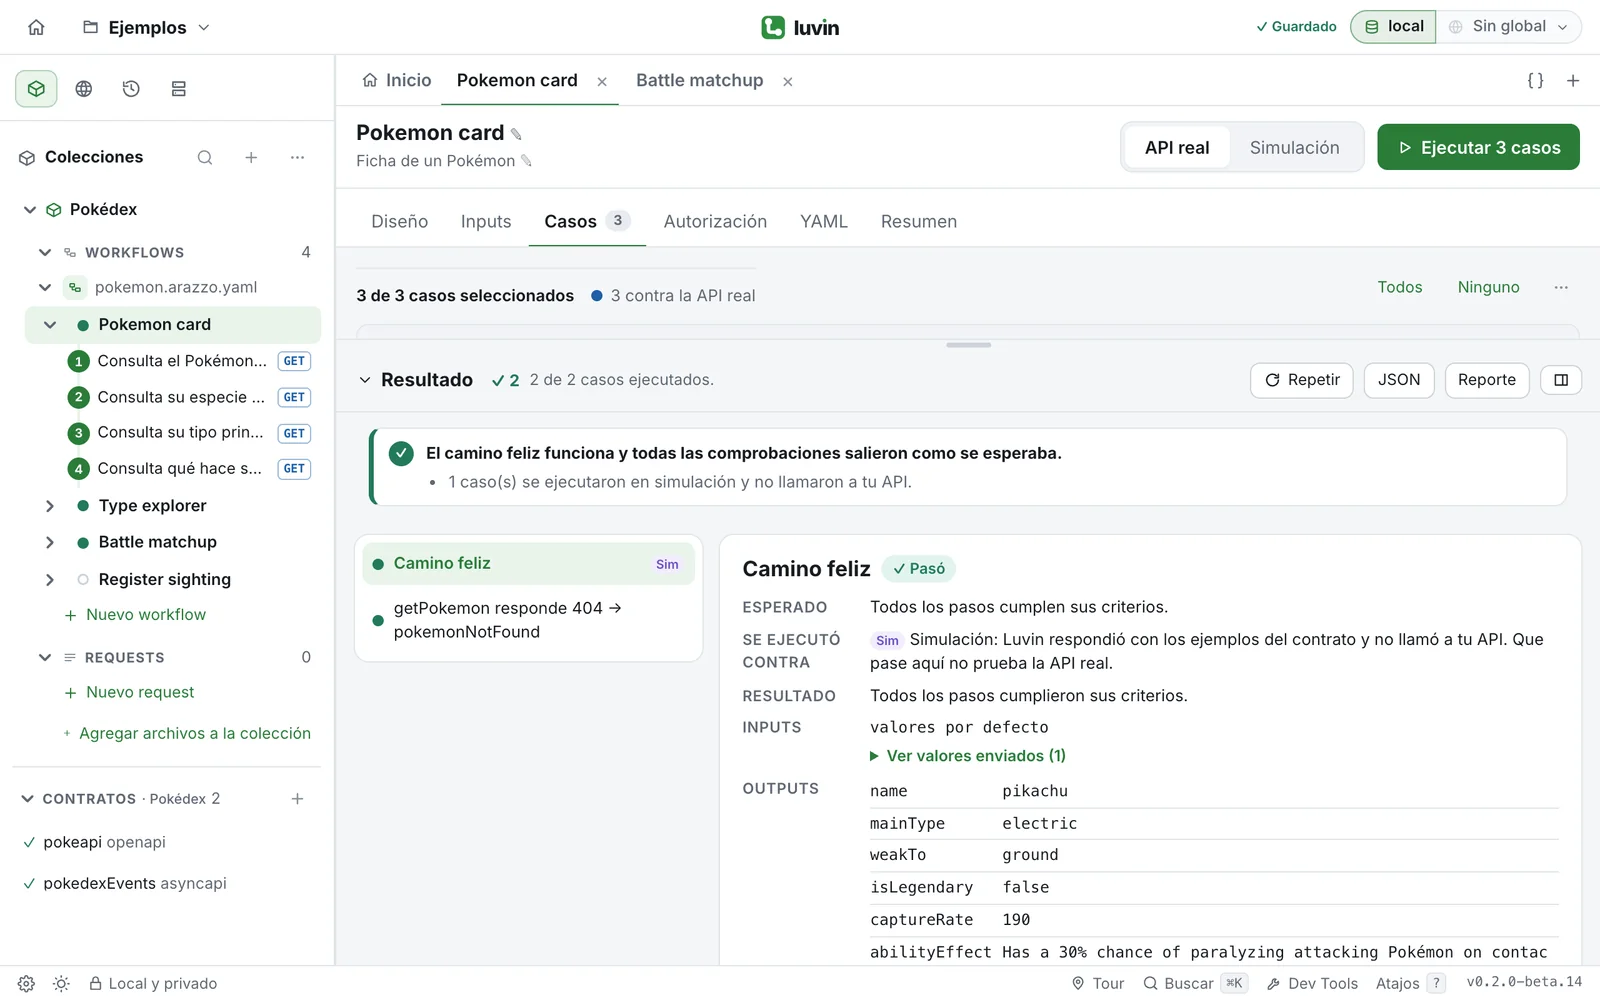 Ejemplos
luvin
Guardado
local
Sin global
Inicio
Pokemon card
Battle matchup
Colecciones
Pokédex
WORKFLOWS 4
pokemon.arazzo.yaml
Pokemon card
1 Consulta el Pokémon... GET
2 Consulta su especie ... GET
3 Consulta su tipo prin... GET
4 Consulta qué hace s... GET
Type explorer
Battle matchup
Register sighting
+ Nuevo workflow
REQUESTS 0
+ Nuevo request
+ Agregar archivos a la colección
CONTRATOS · Pokédex 2
pokeapi openapi
pokedexEvents asyncapi
Pokemon card
Ficha de un Pokémon
API real
Simulación
Ejecutar 3 casos
Diseño
Inputs
Casos 3
Autorización
YAML
Resumen
3 de 3 casos seleccionados
3 contra la API real
Todos
Ninguno
Resultado
2
2 de 2 casos ejecutados.
Repetir
JSON
Reporte
El camino feliz funciona y todas las comprobaciones salieron como se esperaba.
• 1 caso(s) se ejecutaron en simulación y no llamaron a tu API.
Camino feliz Sim
getPokemon responde 404 →
pokemonNotFound
Camino feliz
Pasó
ESPERADO Todos los pasos cumplen sus criterios.
SE EJECUTÓ CONTRA
Sim Simulación: Luvin respondió con los ejemplos del contrato y no llamó a tu API. Que
pase aquí no prueba la API real.
RESULTADO Todos los pasos cumplieron sus criterios.
INPUTS valores por defecto
Ver valores enviados (1)
OUTPUTS
name pikachu
mainType electric
weakTo ground
isLegendary false
captureRate 190
abilityEffect Has a 30% chance of paralyzing attacking Pokémon on contac
Local y privado
Tour
Buscar ⌘K
Dev Tools
Atajos ?
v0.2.0-beta.14